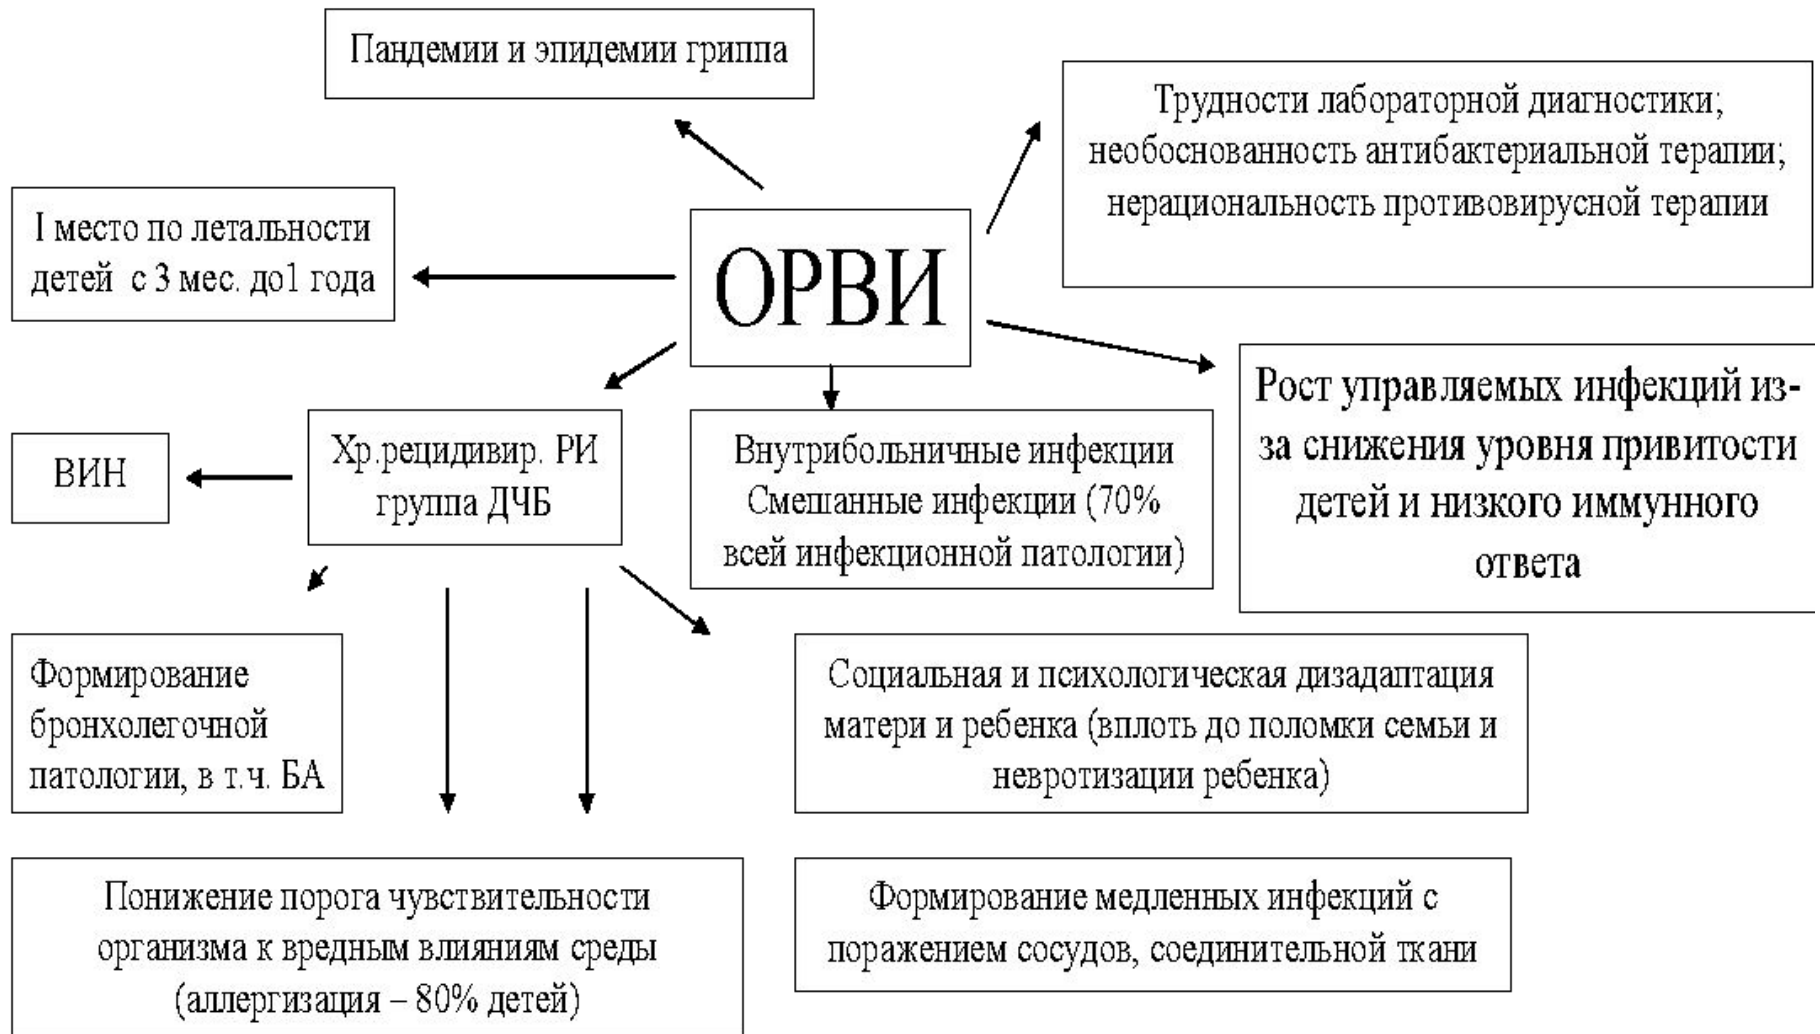 Пандемии и эпидемии гриппа
Трудности лабораторной диагностики;
необоснованность антибактериальной терапии;
нерациональность противовирусной терапии
I место по летальности
детей с 3 мес. до1 года
ОРВИ
Рост управляемых инфекций из-
за снижения уровня привитости
детей и низкого иммунного
ответа
ВИН
Хр.рецидивир. РИ
группа ДЧБ
Внутрибольничные инфекции
Смешанные инфекции (70%
всей инфекционной патологии)
Формирование
бронхолегочной
патологии, в т.ч. БА
Социальная и психологическая дизадаптация
матери и ребенка (вплоть до поломки семьи и
невротизации ребенка)
Понижение порога чувствительности
организма к вредным влияниям среды
(аллергизация – 80% детей)
Формирование медленных инфекций с
поражением сосудов, соединительной ткани